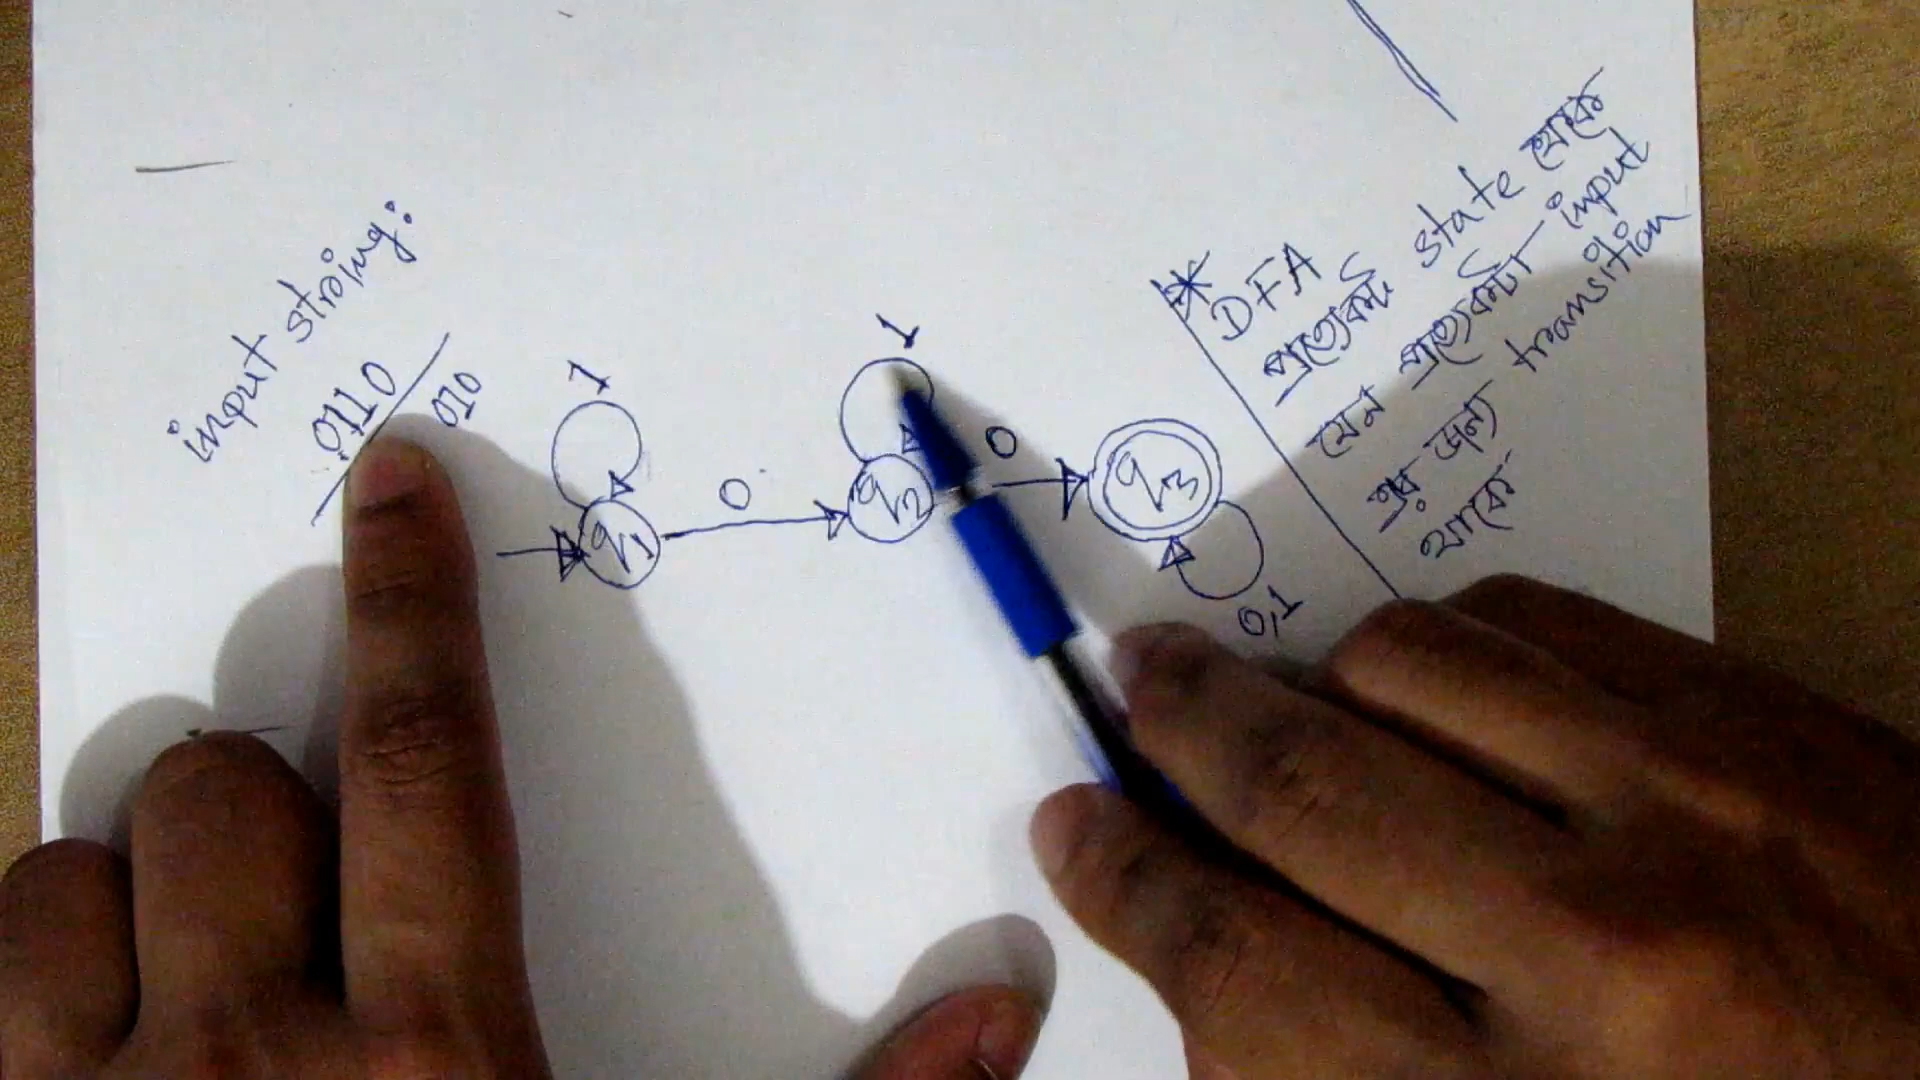 input string:
0110
010
1
1
0
0
q1
q2
q3
0,1
* DFA
প্রত্যেকটা state থেকে
যেন প্রত্যেকটা input
এর জন্য transition
থাকে